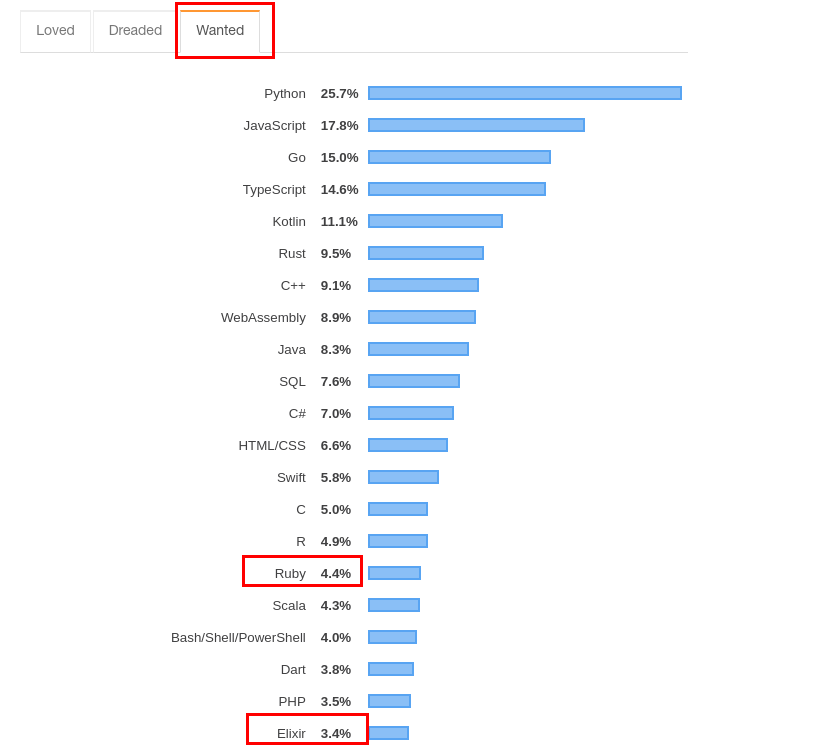 Loved Dreaded Wanted
Python 25.7%
JavaScript 17.8%
Go 15.0%
TypeScript 14.6%
Kotlin 11.1%
Rust 9.5%
C++ 9.1%
WebAssembly 8.9%
Java 8.3%
SQL 7.6%
C# 7.0%
HTML/CSS 6.6%
Swift 5.8%
C 5.0%
R 4.9%
Ruby 4.4%
Scala 4.3%
Bash/Shell/PowerShell 4.0%
Dart 3.8%
PHP 3.5%
Elixir 3.4%